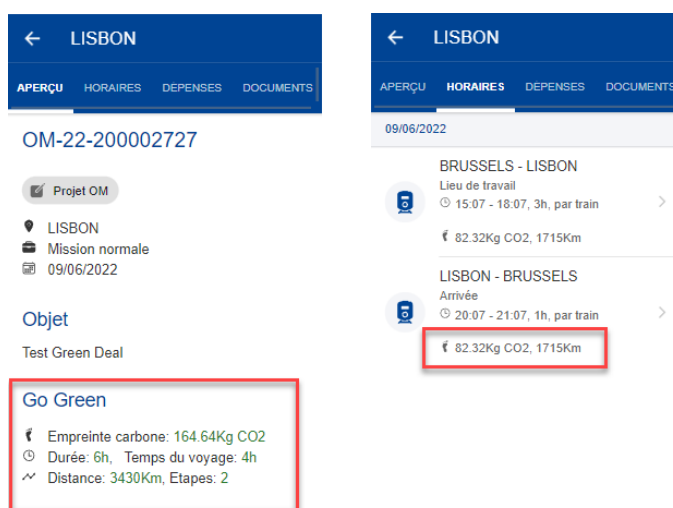 LISBON
APERÇU HORAIRES DÉPENSES DOCUMENTS
OM-22-200002727
Projet OM
LISBON
Mission normale
09/06/2022
Objet
Test Green Deal
Go Green
Empreinte carbone: 164.64Kg CO2
Durée: 6h, Temps du voyage: 4h
Distance: 3430Km, Etapes: 2
LISBON
APERÇU HORAIRES DÉPENSES DOCUMENTS
09/06/2022
BRUSSELS - LISBON
Lieu de travail
15:07 - 18:07, 3h, par train
82.32Kg CO2, 1715Km
LISBON - BRUSSELS
Arrivée
20:07 - 21:07, 1h, par train
82.32Kg CO2, 1715Km